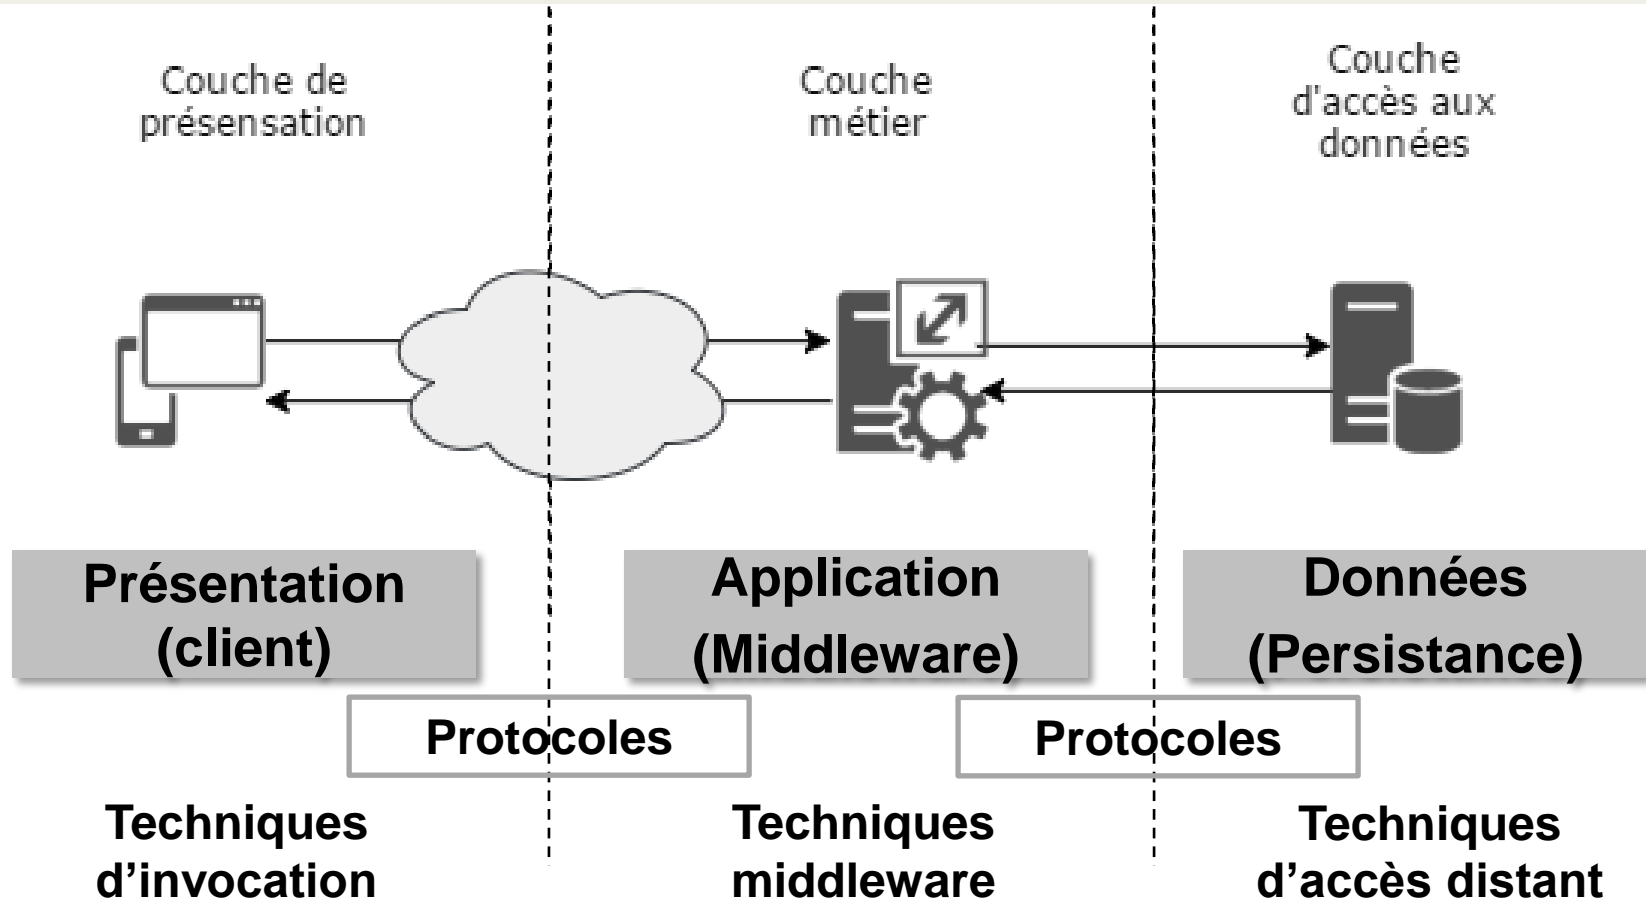 Couche de
présensation
Couche
métier
Couche
d'accès aux
données
Présentation
(client)
Application
(Middleware)
Données
(Persistance)
Protocoles
Protocoles
Techniques
d’invocation
Techniques
middleware
Techniques
d’accès distant